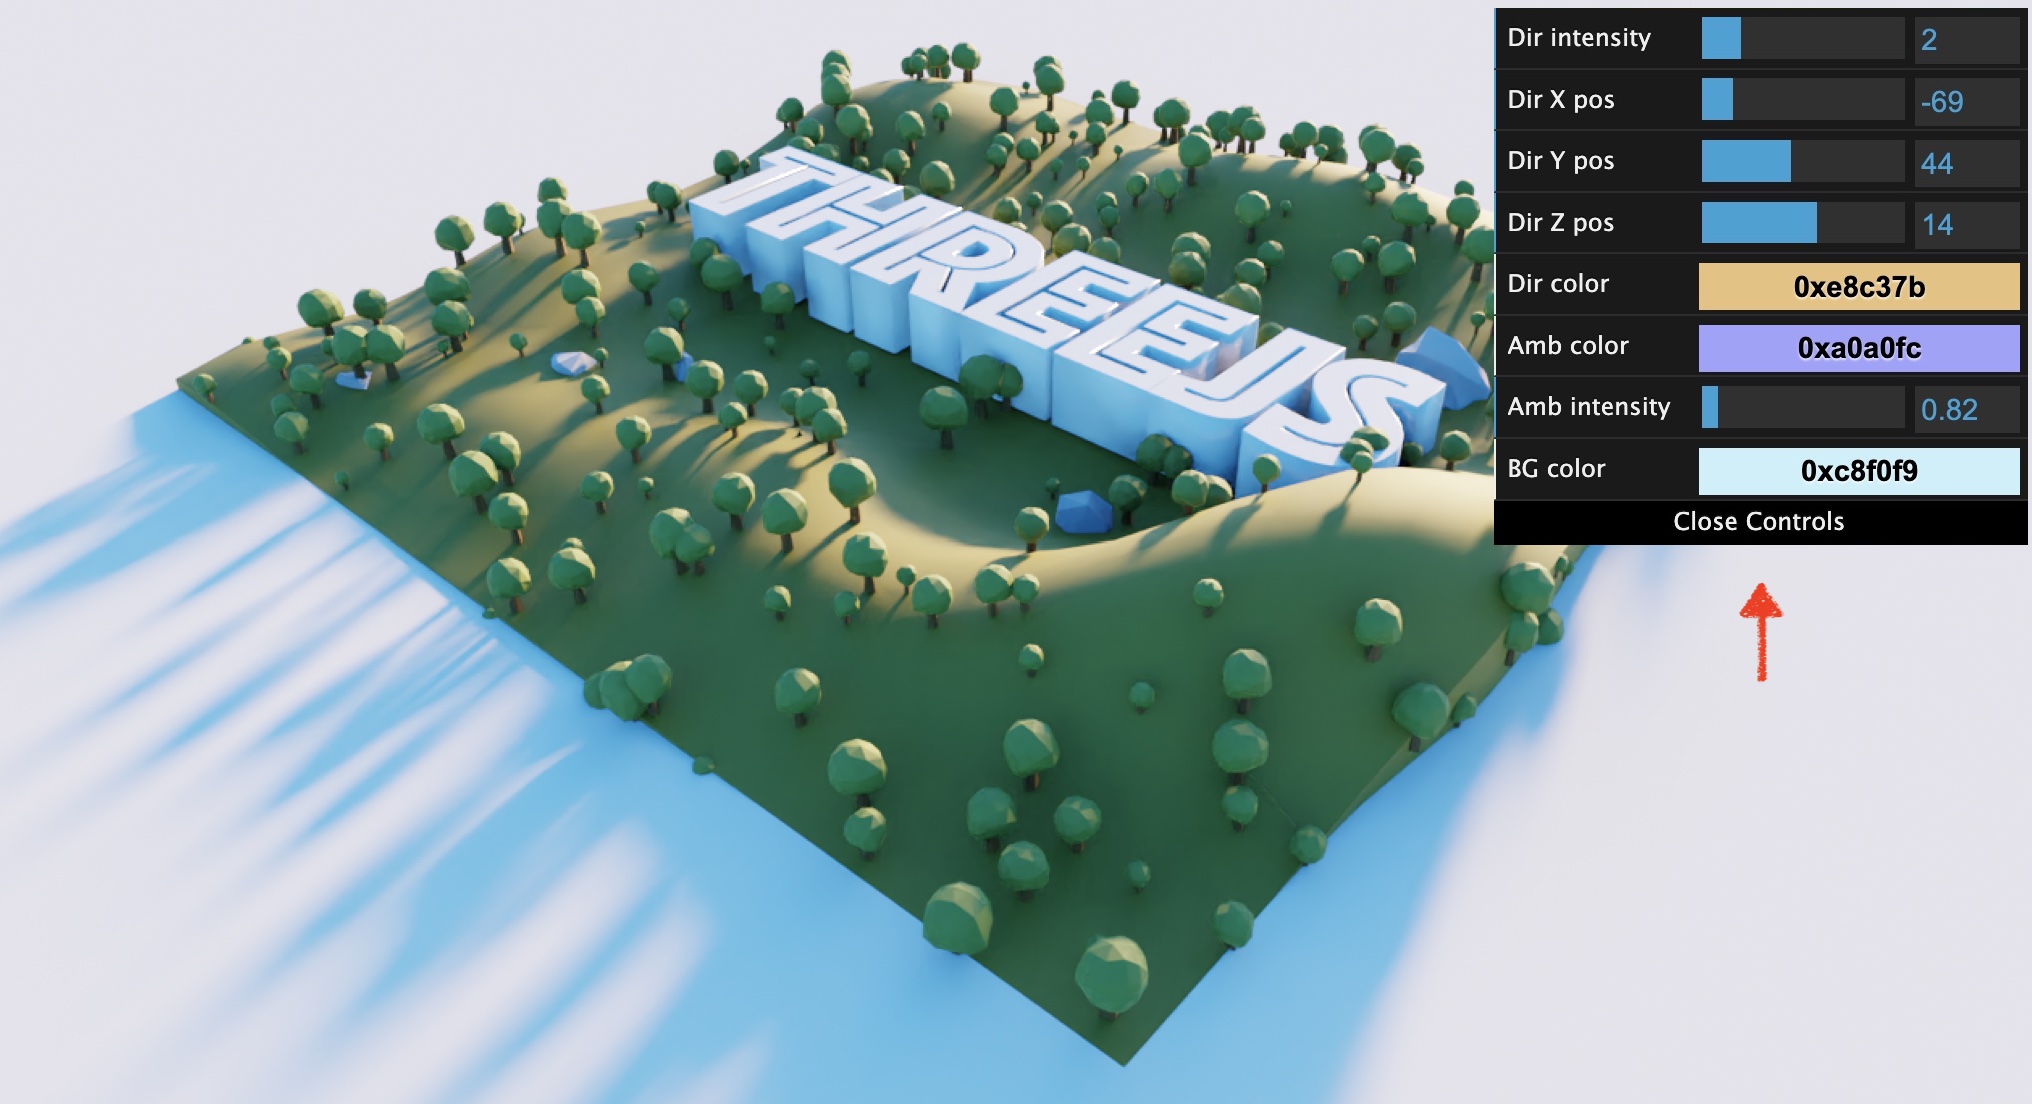 THREEJS
Dir intensity 2
Dir X pos -69
Dir Y pos 44
Dir Z pos 14
Dir color 0xe8c37b
Amb color 0xa0a0fc
Amb intensity 0.82
BG color 0xc8f0f9
Close Controls